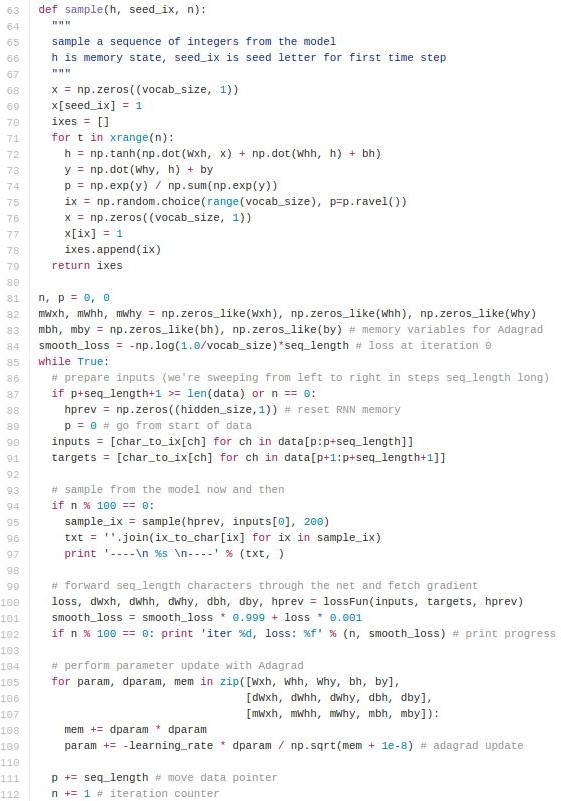 63 def sample(h, seed_ix, n):
64   """
65   sample a sequence of integers from the model
66   h is memory state, seed_ix is seed letter for first time step
67   """
68   x = np.zeros((vocab_size, 1))
69   x[seed_ix] = 1
70   ixes = []
71   for t in xrange(n):
72     h = np.tanh(np.dot(Wxh, x) + np.dot(Whh, h) + bh)
73     y = np.dot(Why, h) + by
74     p = np.exp(y) / np.sum(np.exp(y))
75     ix = np.random.choice(range(vocab_size), p=p.ravel())
76     x = np.zeros((vocab_size, 1))
77     x[ix] = 1
78     ixes.append(ix)
79   return ixes
80
81 n, p = 0, 0
82 mWxh, mWhh, mWhy = np.zeros_like(Wxh), np.zeros_like(Whh), np.zeros_like(Why)
83 mbh, mby = np.zeros_like(bh), np.zeros_like(by) # memory variables for Adagrad
84 smooth_loss = -np.log(1.0/vocab_size)*seq_length # loss at iteration 0
85 while True:
86   # prepare inputs (we're sweeping from left to right in steps seq_length long)
87   if p+seq_length+1 >= len(data) or n == 0:
88     hprev = np.zeros((hidden_size,1)) # reset RNN memory
89     p = 0 # go from start of data
90   inputs = [char_to_ix[ch] for ch in data[p:p+seq_length]]
91   targets = [char_to_ix[ch] for ch in data[p+1:p+seq_length+1]]
92
93   # sample from the model now and then
94   if n % 100 == 0:
95     sample_ix = sample(hprev, inputs[0], 200)
96     txt = ''.join(ix_to_char[ix] for ix in sample_ix)
97     print '----\n %s \n----' % (txt, )
98
99   # forward seq_length characters through the net and fetch gradient
100   loss, dWxh, dWhh, dWhy, dbh, dby, hprev = lossFun(inputs, targets, hprev)
101   smooth_loss = smooth_loss * 0.999 + loss * 0.001
102   if n % 100 == 0: print 'iter %d, loss: %f' % (n, smooth_loss) # print progress
103
104   # perform parameter update with Adagrad
105   for param, dparam, mem in zip([Wxh, Whh, Why, bh, by],
106                                 [dWxh, dWhh, dWhy, dbh, dby],
107                                 [mWxh, mWhh, mWhy, mbh, mby]):
108     mem += dparam * dparam
109     param += -learning_rate * dparam / np.sqrt(mem + 1e-8) # adagrad update
110
111   p += seq_length # move data pointer
112   n += 1 # iteration counter